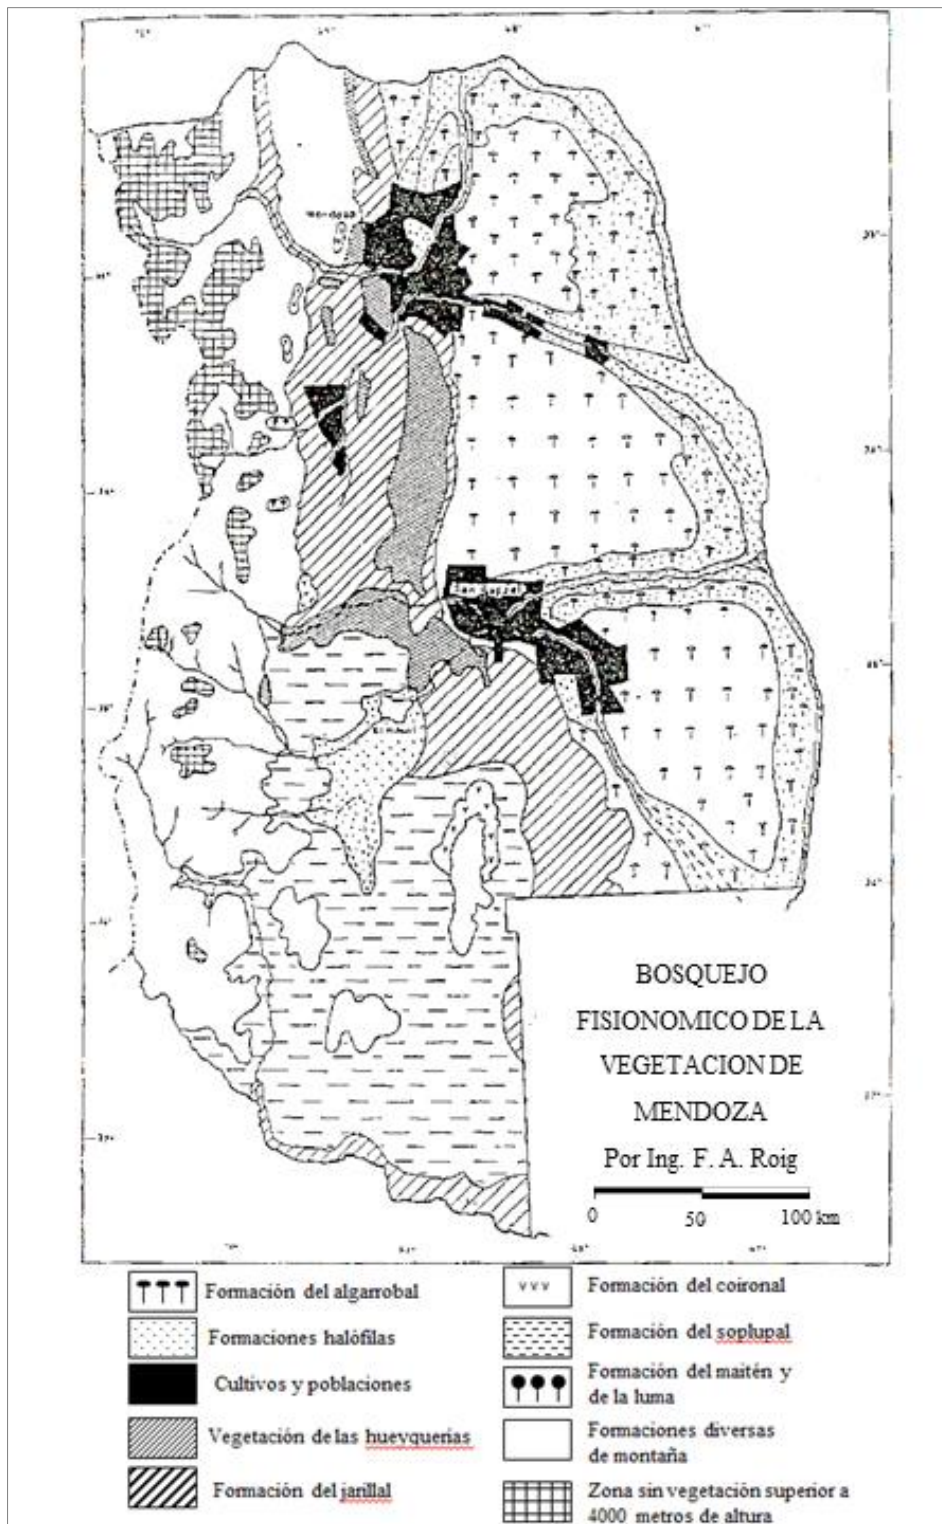 BOSQUEJO
FISIONOMICO DE LA
VEGETACION DE
MENDOZA
Por Ing. F. A. Roig
0 50 100 km
Formación del algarrobal
Formaciones halófilas
Cultivos y poblaciones
Vegetación de las huevquerías
Formación del jarillal
Formación del coironal
Formación del soplupal
Formación del maitén y
de la luma
Formaciones diversas
de montaña
Zona sin vegetación superior a
4000 metros de altura